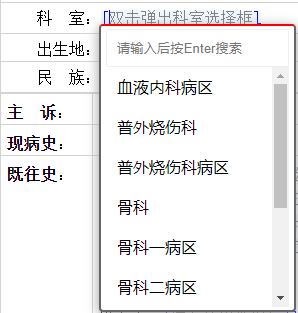 科　室：[双击弹出科室选择框]
请输入后按Enter搜索
出生地：
民　族：
血液内科病区
普外烧伤科
主　诉：
现病史：
普外烧伤科病区
既往史：
骨科
骨科一病区
骨科二病区